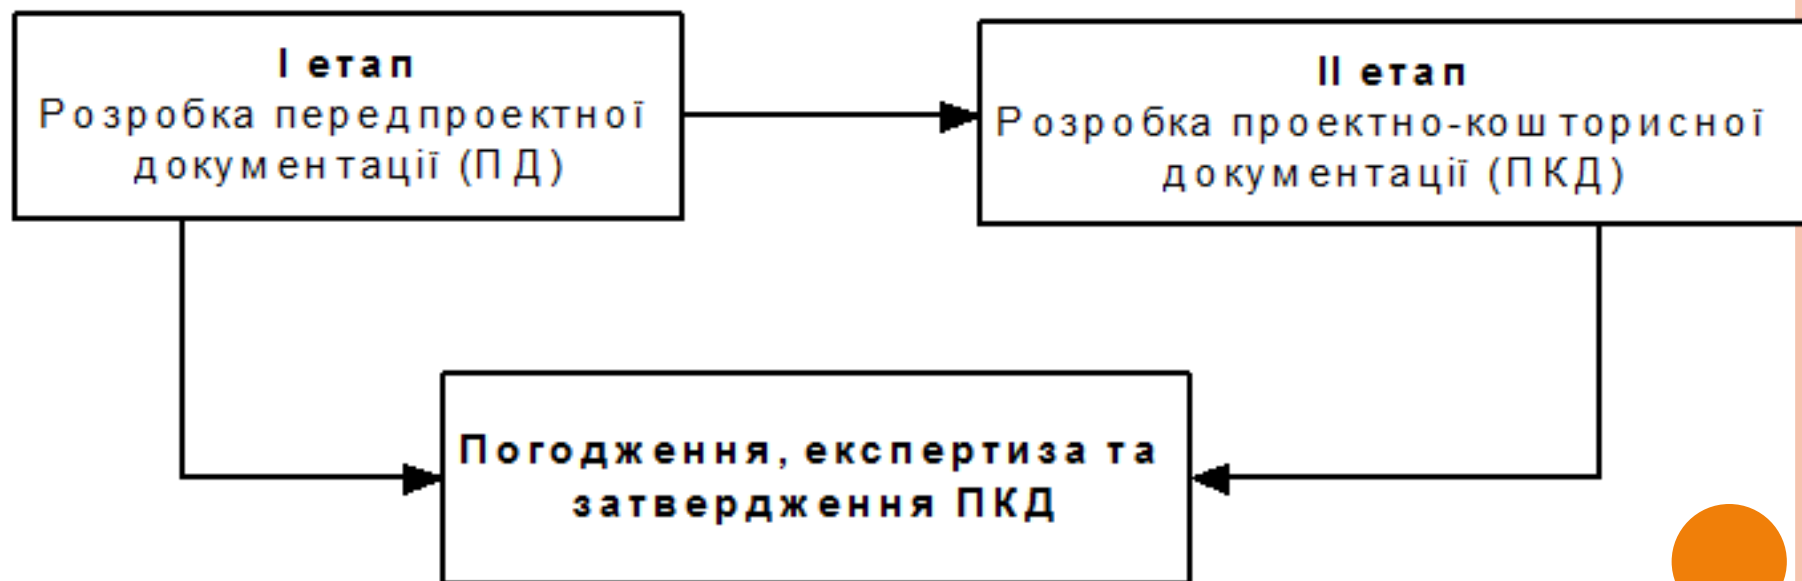 І етап
Розробка передпроектної
документації (ПД)
ІІ етап
Розробка проектно-кошторисної
документації (ПКД)
Погодження, експертиза та
затвердження ПКД